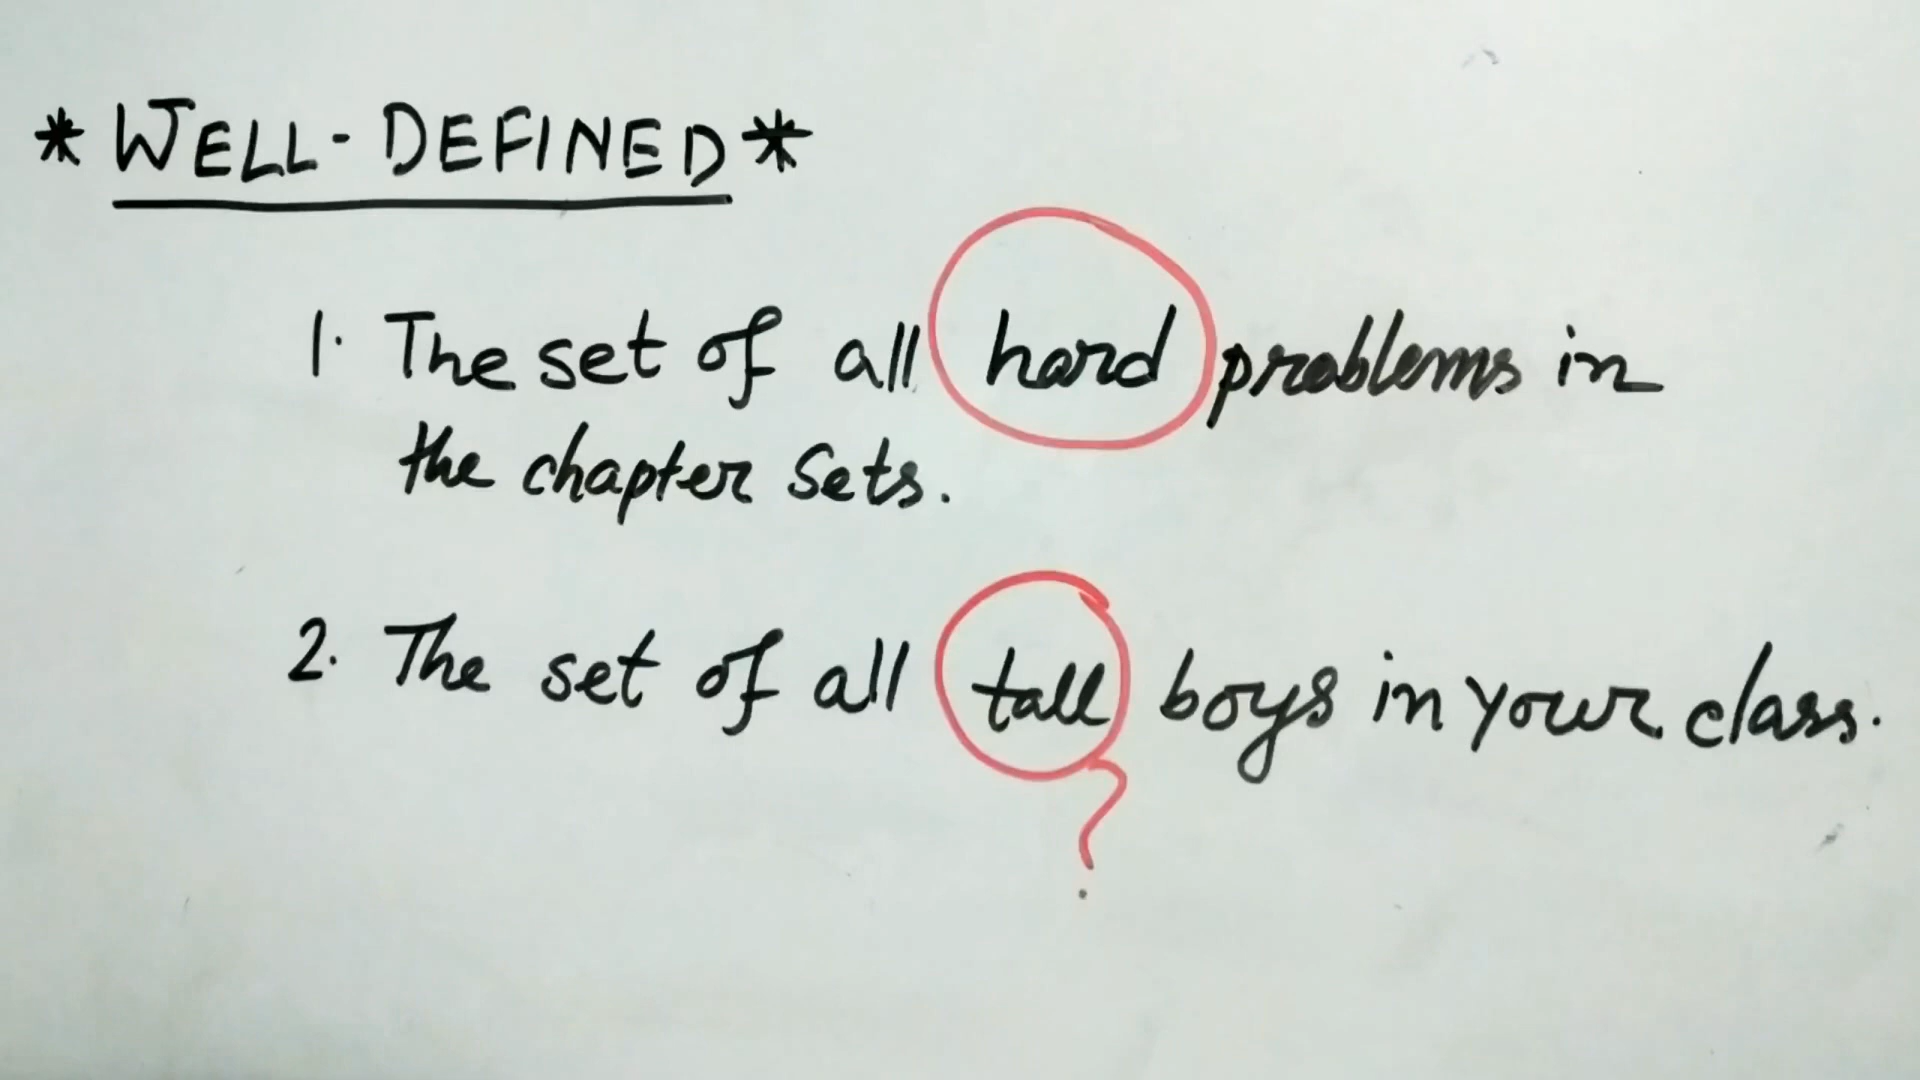 * WELL-DEFINED *
1. The set of all hard problems in
the chapter Sets.
2. The set of all tall boys in your class.
?